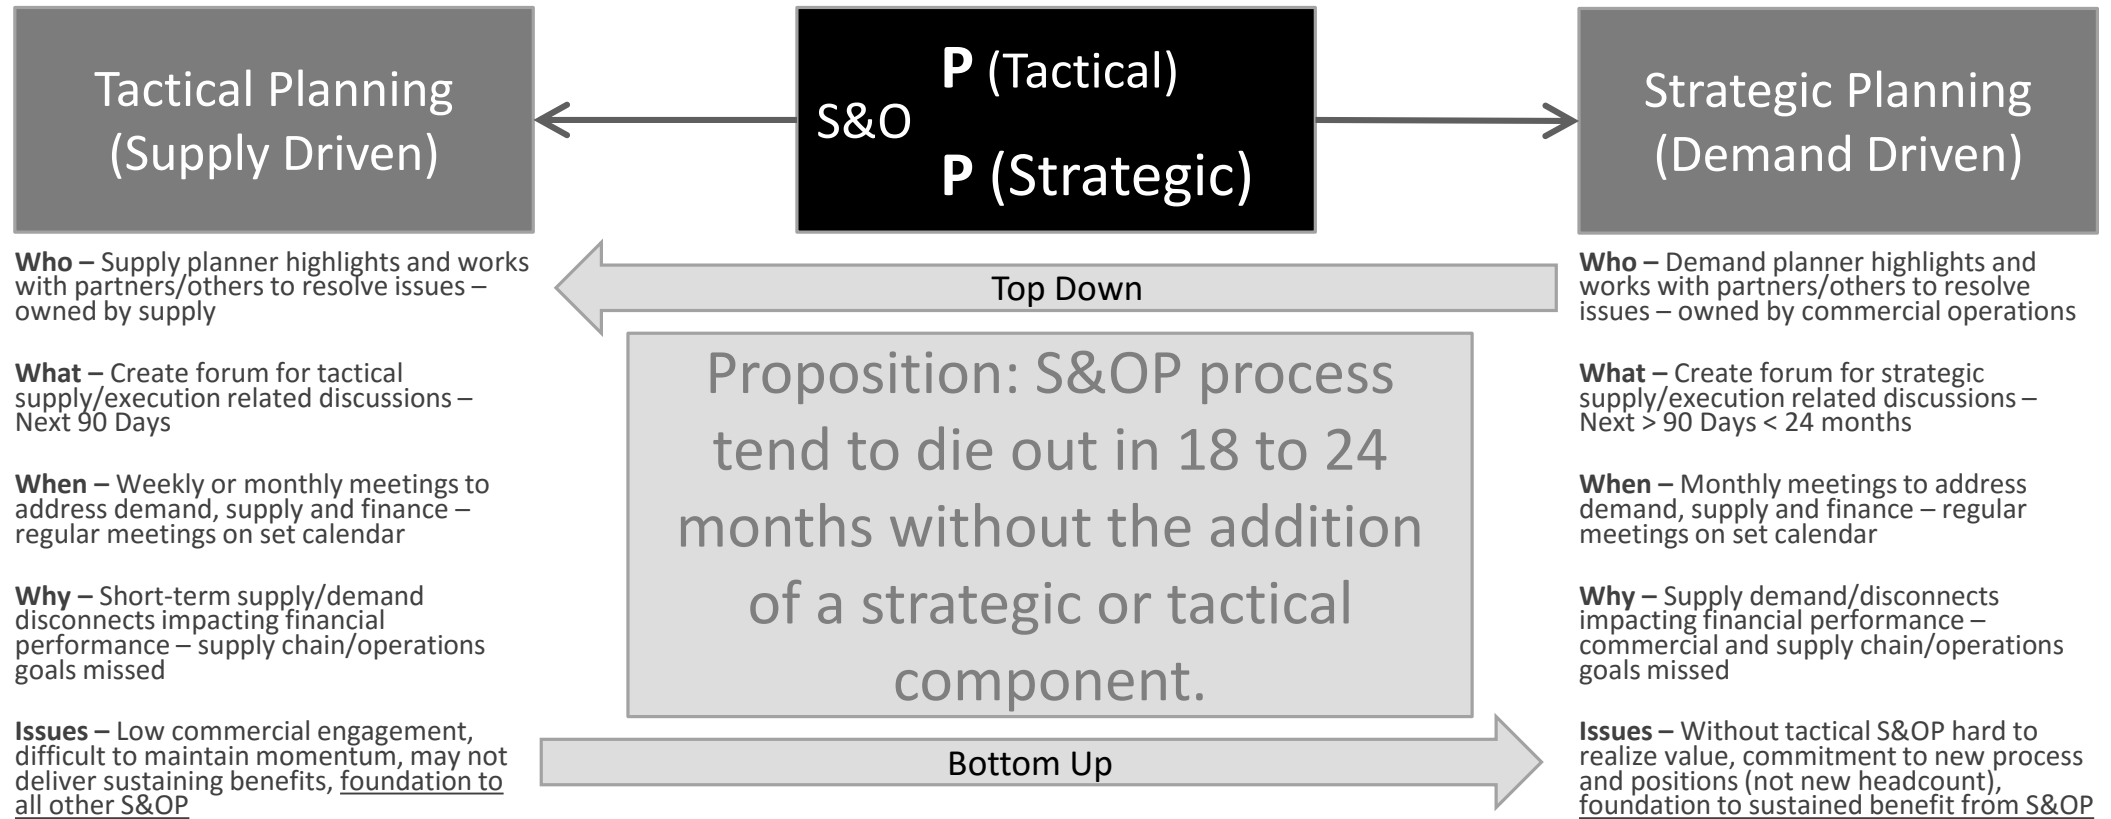 Tactical Planning
(Supply Driven)
S&O
P (Tactical)
P (Strategic)
Strategic Planning
(Demand Driven)
Who – Supply planner highlights and works
with partners/others to resolve issues –
owned by supply
What – Create forum for tactical
supply/execution related discussions –
Next 90 Days
When – Weekly or monthly meetings to
address demand, supply and finance –
regular meetings on set calendar
Why – Short-term supply/demand
disconnects impacting financial
performance – supply chain/operations
goals missed
Issues – Low commercial engagement,
difficult to maintain momentum, may not
deliver sustaining benefits, foundation to
all other S&OP
Top Down
Proposition: S&OP process
tend to die out in 18 to 24
months without the addition
of a strategic or tactical
component.
Bottom Up
Who – Demand planner highlights and
works with partners/others to resolve
issues – owned by commercial operations
What – Create forum for strategic
supply/execution related discussions –
Next > 90 Days < 24 months
When – Monthly meetings to address
demand, supply and finance – regular
meetings on set calendar
Why – Supply demand/disconnects
impacting financial performance –
commercial and supply chain/operations
goals missed
Issues – Without tactical S&OP hard to
realize value, commitment to new process
and positions (not new headcount),
foundation to sustained benefit from S&OP